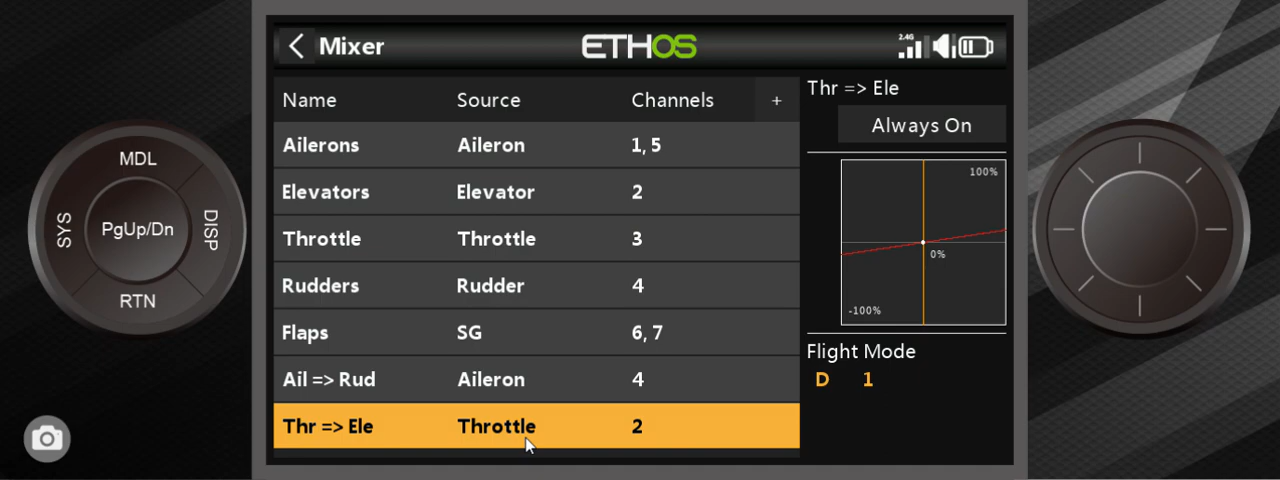 Mixer
ETHOS
2.4G
Name Source Channels +
Ailerons Aileron 1, 5
Elevators Elevator 2
Throttle Throttle 3
Rudders Rudder 4
Flaps SG 6, 7
Ail => Rud Aileron 4
Thr => Ele Throttle 2
Thr => Ele
Always On
100%
0%
-100%
Flight Mode
D 1
MDL
SYS
PgUp/Dn
DISP
RTN